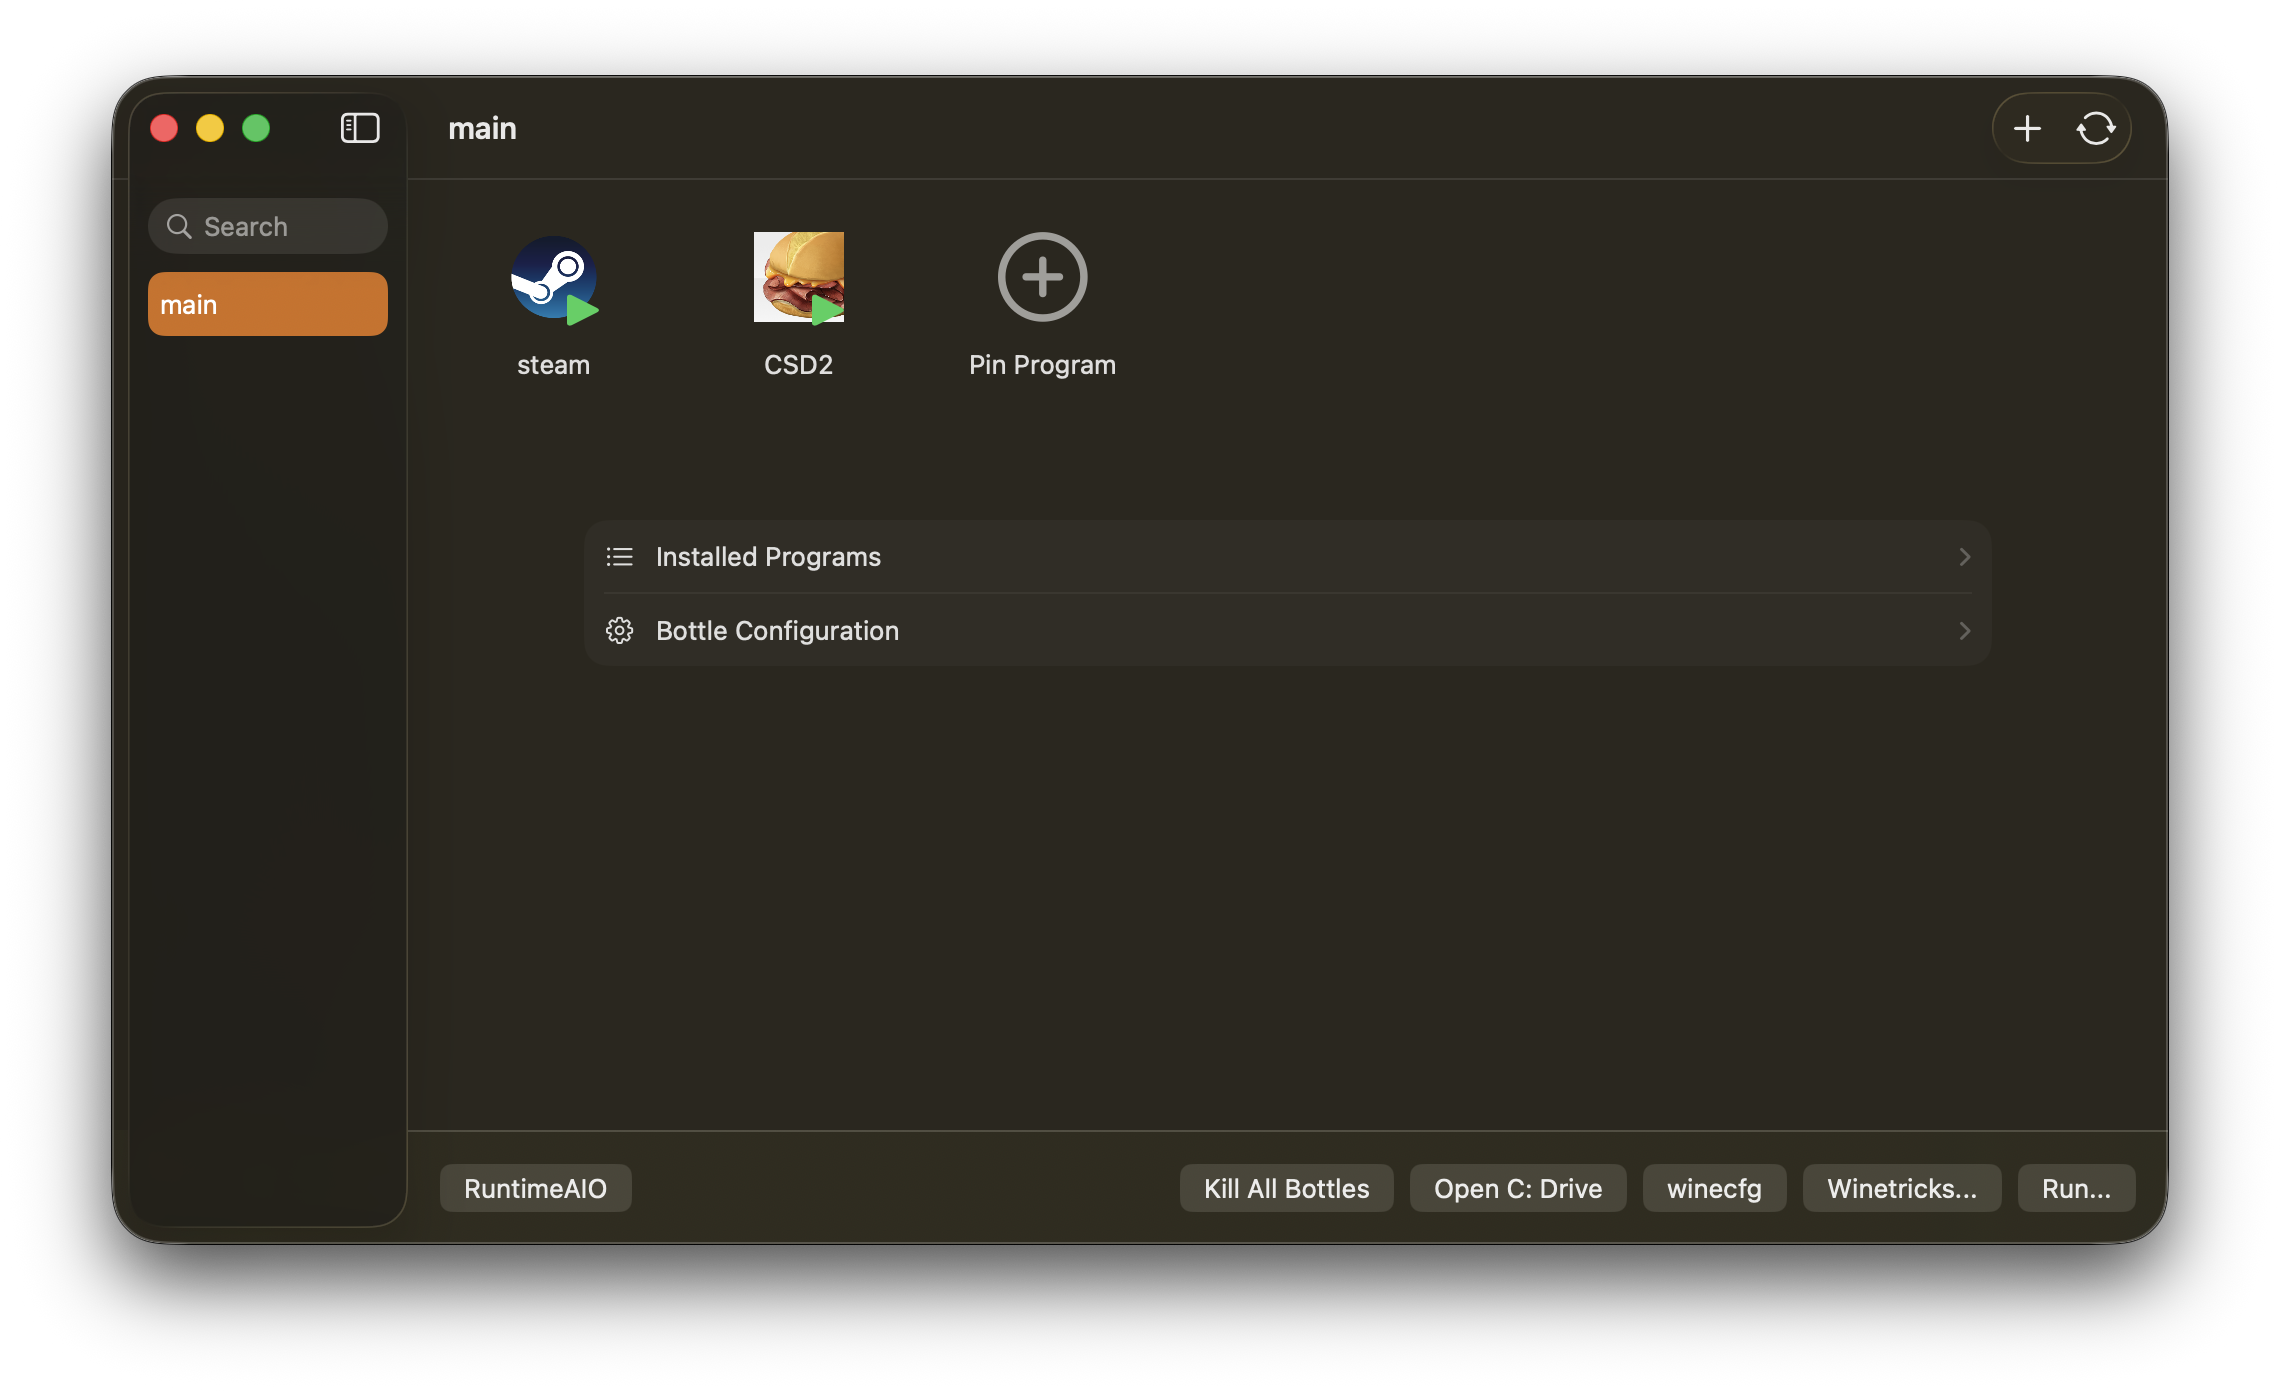 main
Search
main
steam
CSD2
Pin Program
Installed Programs
Bottle Configuration
RuntimeAIO
Kill All Bottles
Open C: Drive
winecfg
Winetricks...
Run...